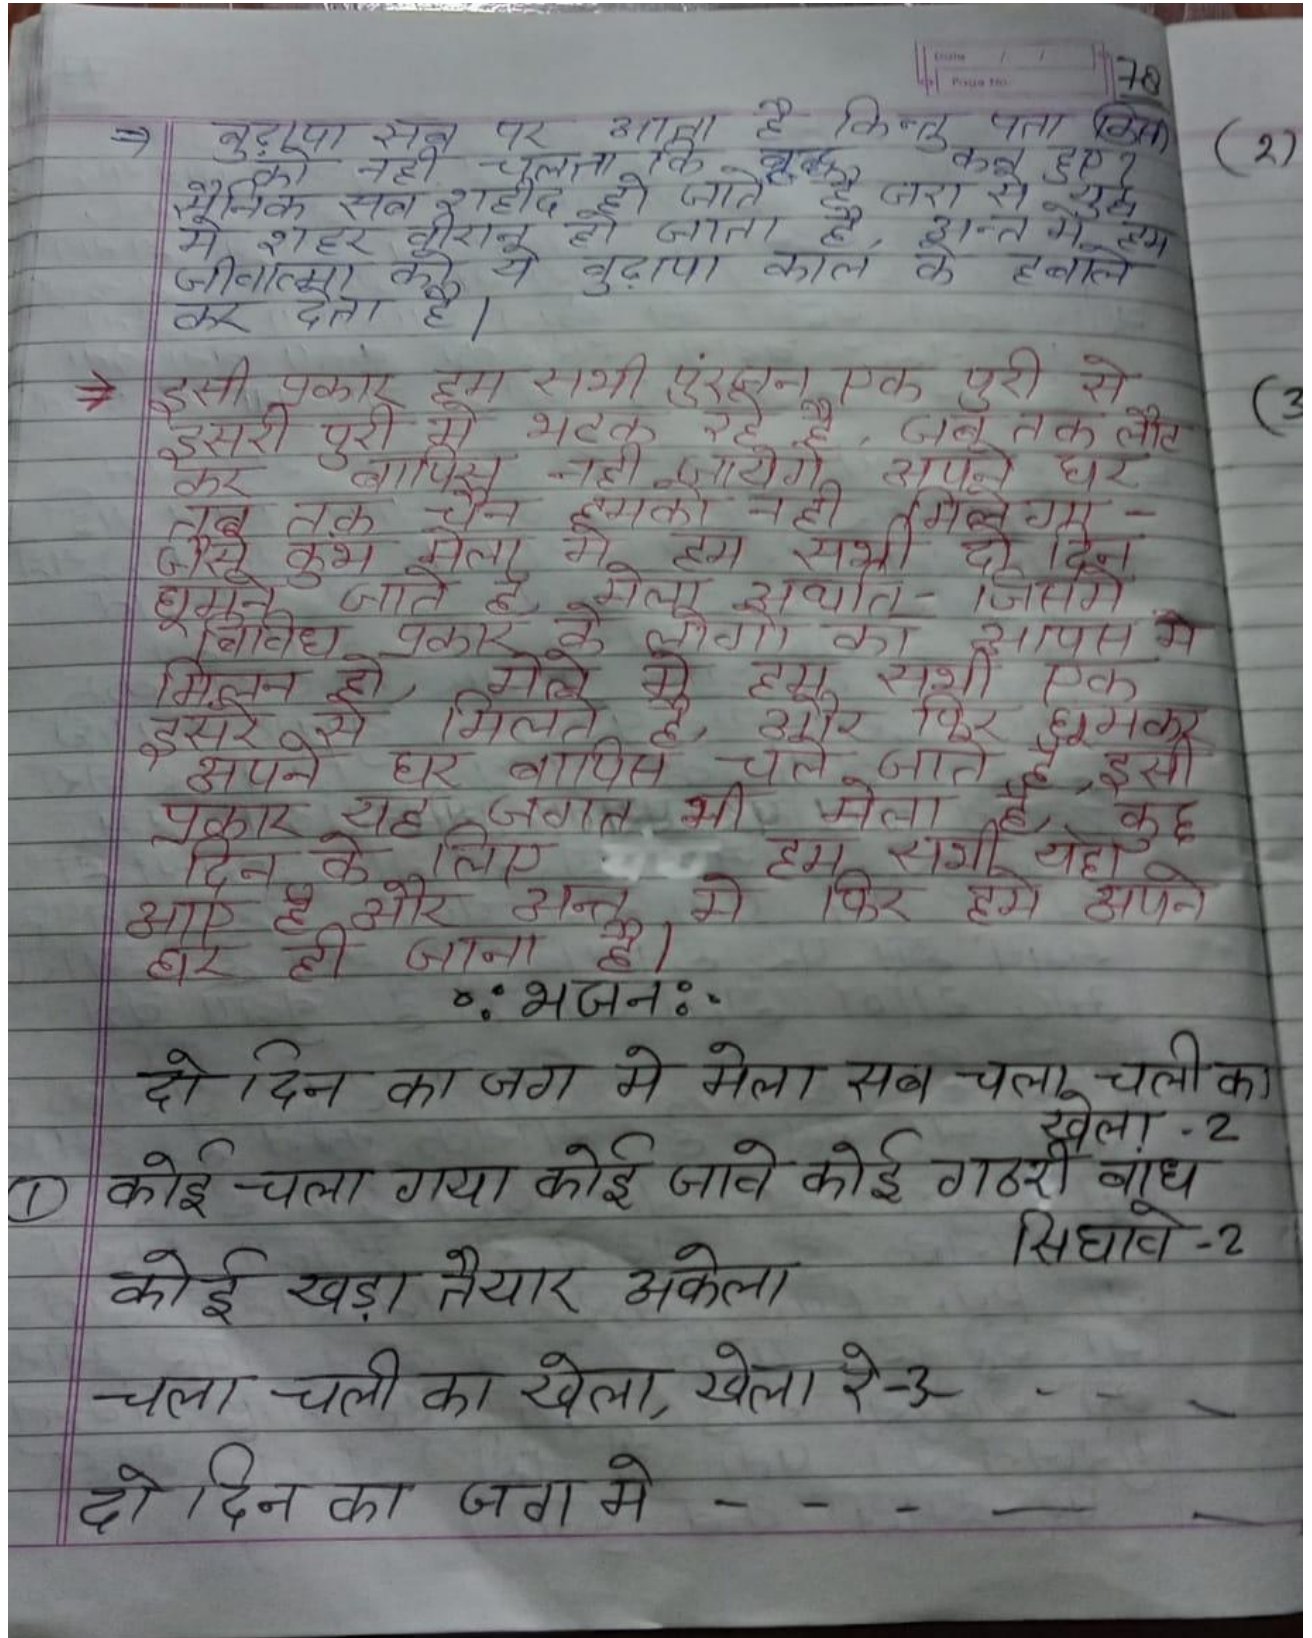 78
⇒ बुढ़ापा सब पर आता है किन्तु पता किस
को नही चलता कि कब हुए?
सैनिक सब शहीद हो जाते है जरा से युद्ध
मे शहर वीरान हो जाता है, अन्त मे हम
जीवात्मा को ये बुढ़ापा काल के हवाले
कर देता है।
⇒ इसी प्रकार हम सभी पुंरजन एक पुरी से
दुसरी पुरी मे भटक रहे है, जब तक लौट
कर बापिस नही जायेगे अपने घर
तब तक चैन हमको नही मिलेगा -
जैसे कुभ मेला मे हम सभी दो दिन
घूमने जाते है, मेला अर्थात - जिसमे
बिविध प्रकार के लोगो का आपस मे
मिलन हो, मेले मे हम सभी एक
दुसरे से मिलते है, और फिर घूमकर
अपने घर बापिस चले जाते है, इसी
प्रकार यह जगत भी मेला है, कुछ
दिन के लिए हम सभी यहा
आए है और अन्त मे फिर हमे अपने
घर ही जाना है।
भजनः-
दो दिन का जग मे मेला सब चला चली का
खेला - 2
① कोई चला गया कोई जावे कोई गठरी बांध
सिधावे - 2
कोई खड़ा तैयार अकेला
चला चली का खेला, खेला रे-3- - - -
दो दिन का जग मे - - - - -
(2)
(3